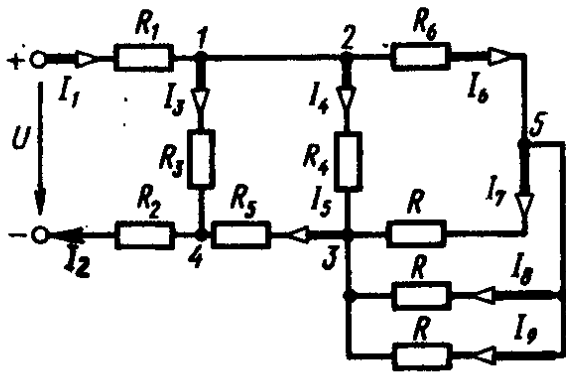 R₁ 1 2 R₆
+ I₁ I₃ I₄ I₆
U R₃ R₄ 5
R₂ R₅ I₅ R I₇
− I₂ 4 3
R I₈
R I₉